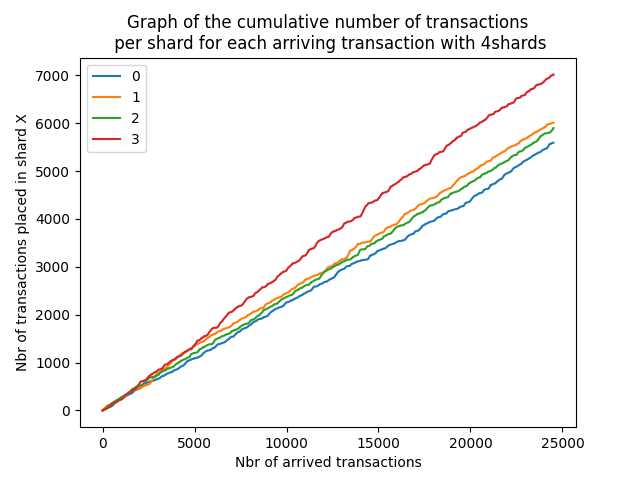 Graph of the cumulative number of transactions
per shard for each arriving transaction with 4shards
0
1
2
3
7000
6000
5000
4000
3000
2000
1000
0
Nbr of transactions placed in shard X
0 5000 10000 15000 20000 25000
Nbr of arrived transactions